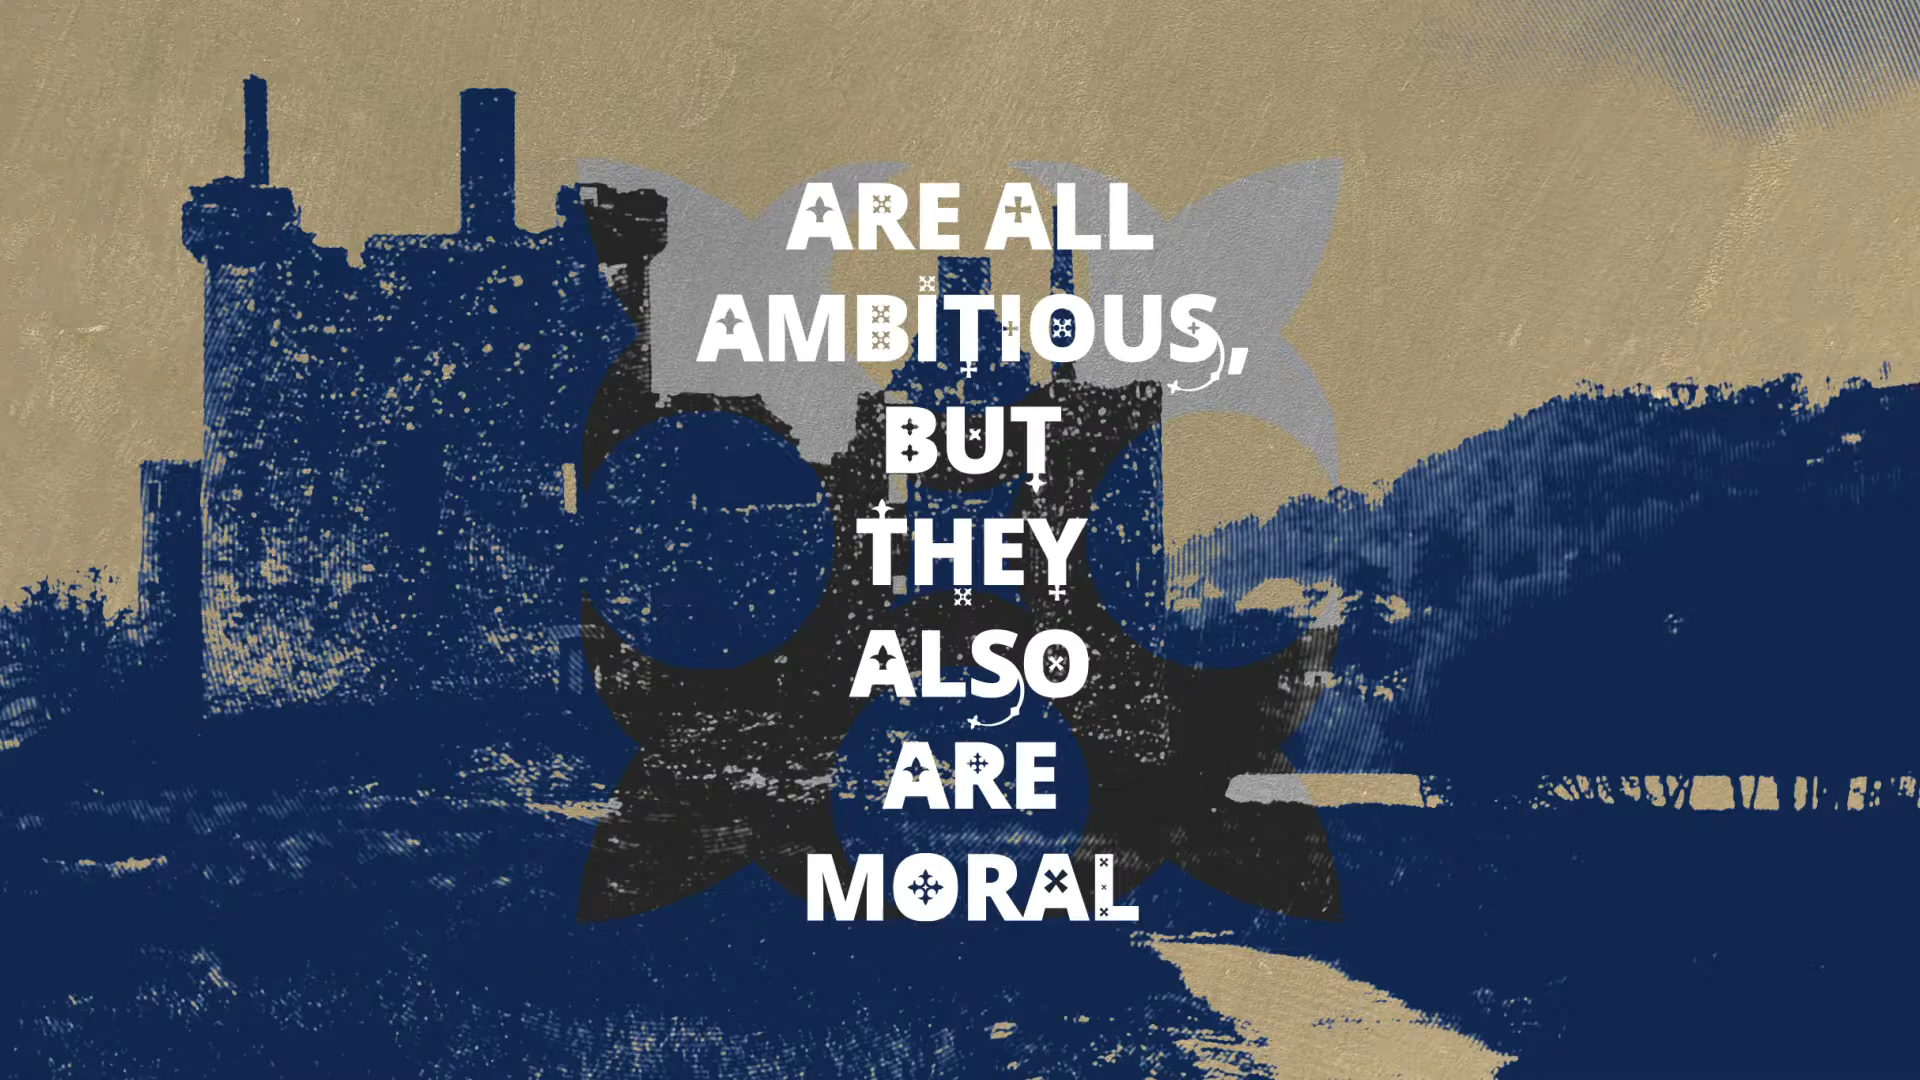 ARE ALL
AMBITIOUS,
BUT
THEY
ALSO
ARE
MORAL